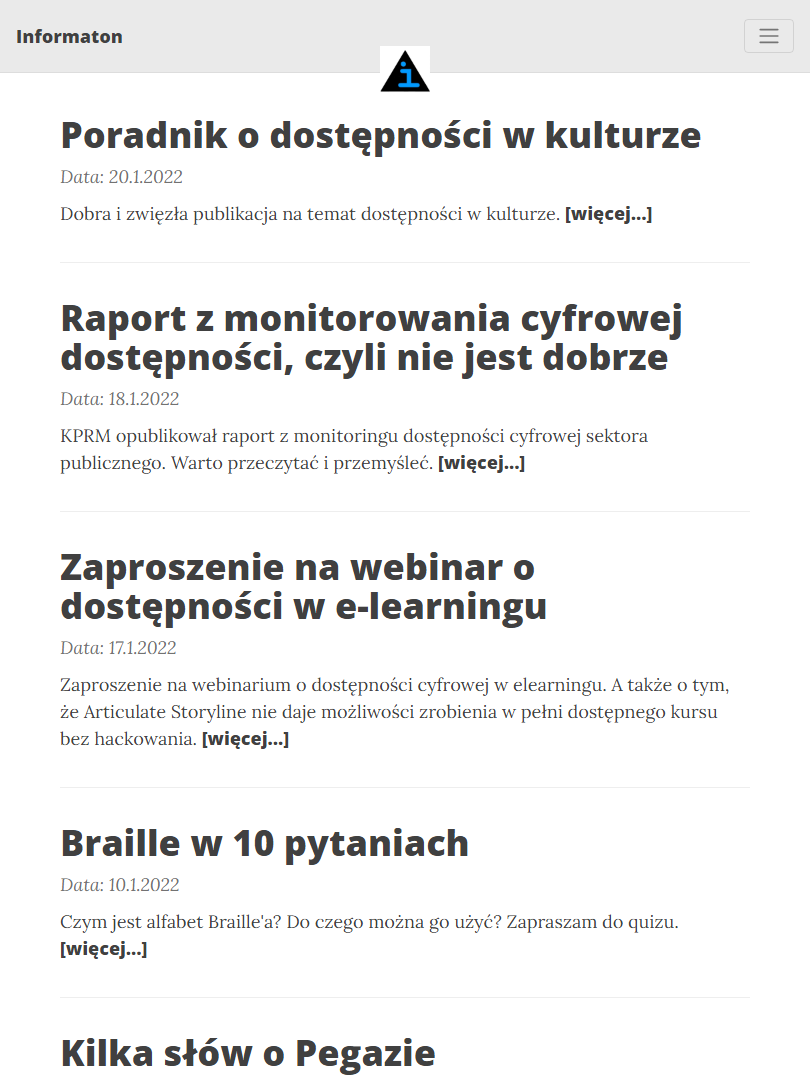 Informaton
i
Poradnik o dostępności w kulturze
Data: 20.1.2022
Dobra i zwięzła publikacja na temat dostępności w kulturze. [więcej...]
Raport z monitorowania cyfrowej
dostępności, czyli nie jest dobrze
Data: 18.1.2022
KPRM opublikował raport z monitoringu dostępności cyfrowej sektora
publicznego. Warto przeczytać i przemyśleć. [więcej...]
Zaproszenie na webinar o
dostępności w e-learningu
Data: 17.1.2022
Zaproszenie na webinarium o dostępności cyfrowej w elearningu. A także o tym,
że Articulate Storyline nie daje możliwości zrobienia w pełni dostępnego kursu
bez hackowania. [więcej...]
Braille w 10 pytaniach
Data: 10.1.2022
Czym jest alfabet Braille'a? Do czego można go użyć? Zapraszam do quizu.
[więcej...]
Kilka słów o Pegazie